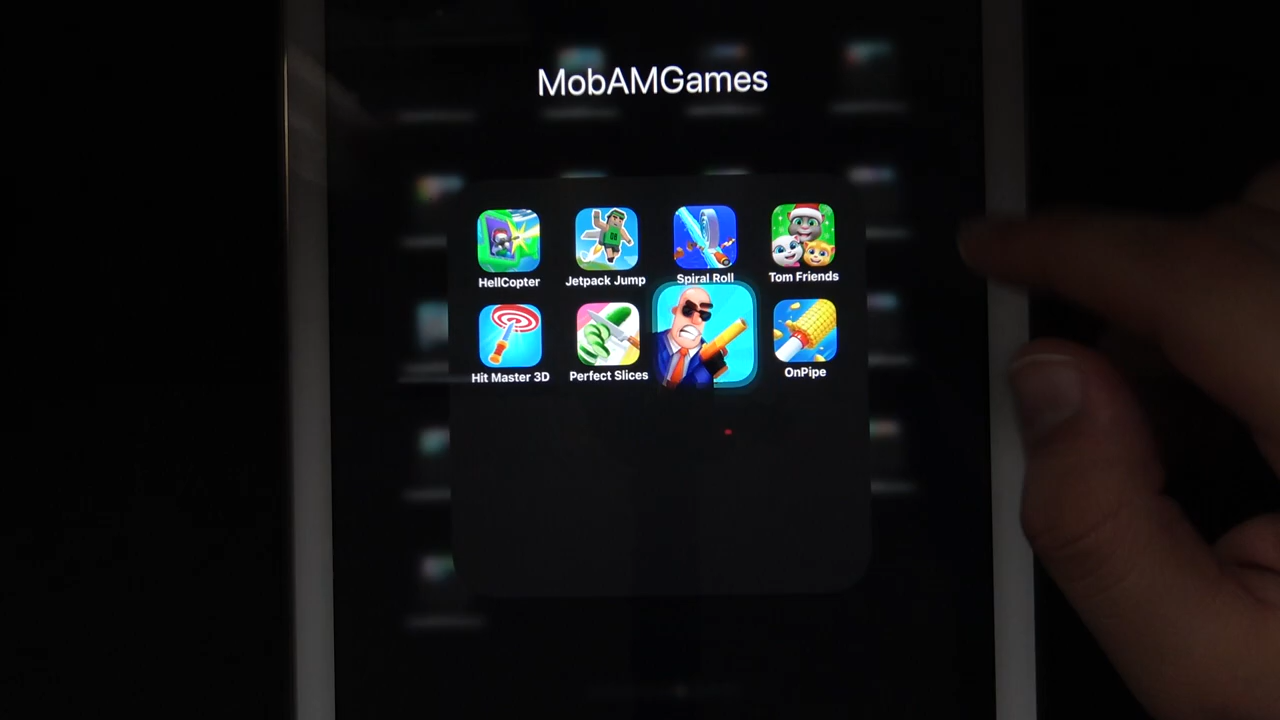 MobAMGames
HellCopter
Jetpack Jump
Spiral Roll
Tom Friends
Hit Master 3D
Perfect Slices
OnPipe